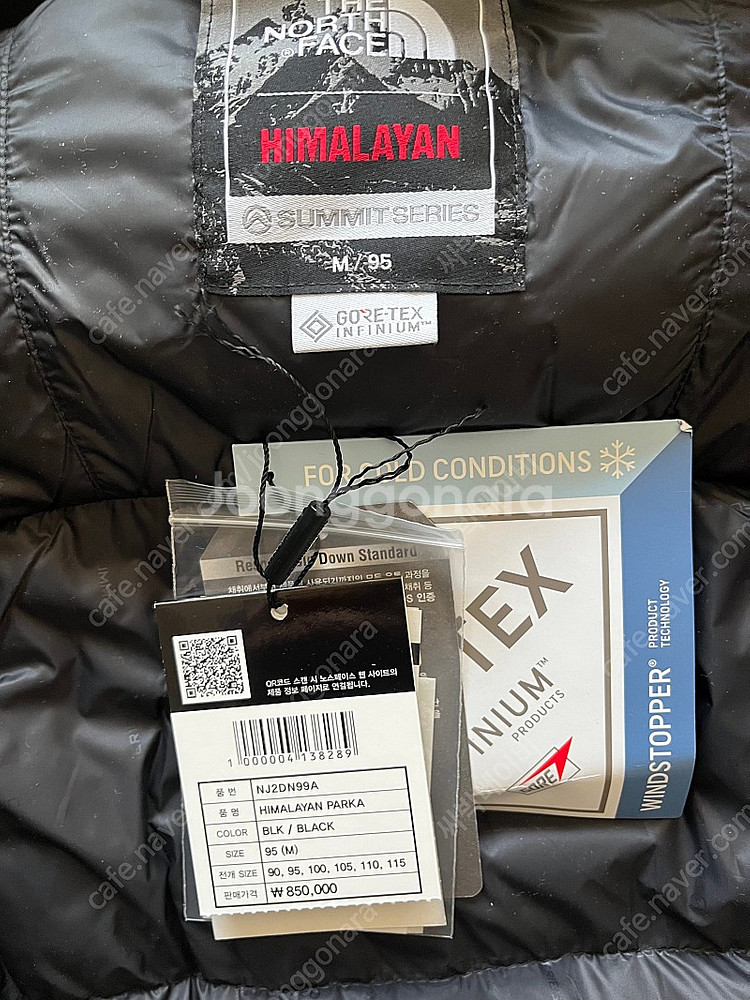 THE
NORTH
FACE
HIMALAYAN
SUMMIT SERIES
M / 95
GORE-TEX
INFINIUM™
FOR COLD CONDITIONS
Joonggonara
Down Standard
TEX
INIUM™
PRODUCTS
GORE
WINDSTOPPER®
PRODUCT
TECHNOLOGY
QR코드 스캔 시 노스페이스 웹 사이트의
제품 정보 페이지로 연결됩니다.
1 000004 138289
품 번 NJ2DN99A
품 명 HIMALAYAN PARKA
COLOR BLK / BLACK
SIZE 95 (M)
전개 SIZE 90, 95, 100, 105, 110, 115
판매가격 ₩ 850,000
cafe.naver.com/joonggonara